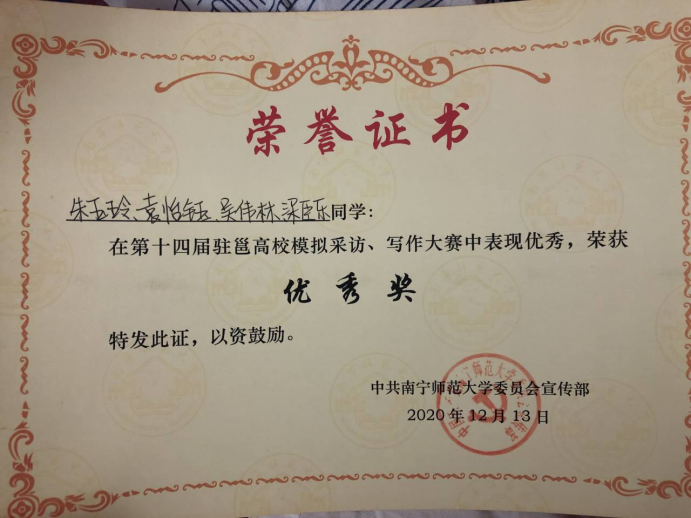 荣誉证书
朱玉玲、袁怡钰、吴伟林、梁臣乐同学：
在第十四届驻邕高校模拟采访、写作大赛中表现优秀，荣获
优秀奖
特发此证，以资鼓励。
中共南宁师范大学委员会宣传部
2020年12月13日